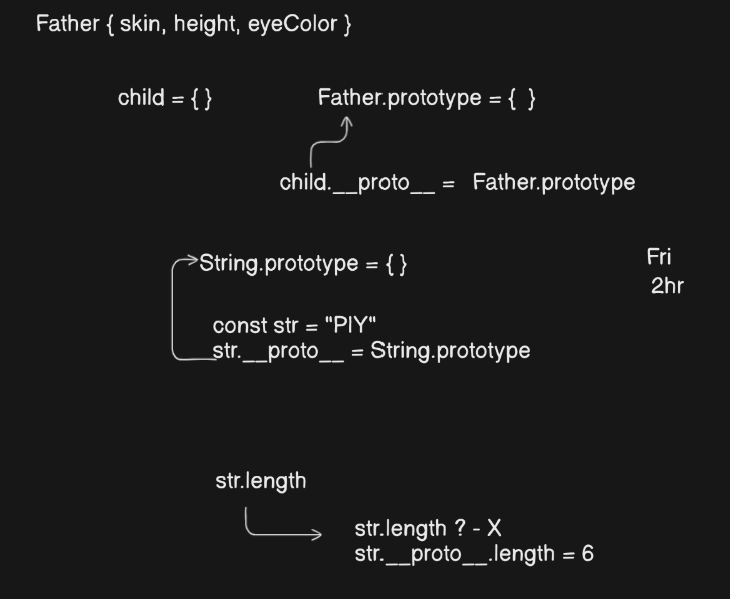 Father { skin, height, eyeColor }
child = { }
Father.prototype = { }
child.__proto__ = Father.prototype
String.prototype = { }
Fri
2hr
const str = "PIY"
str.__proto__ = String.prototype
str.length
str.length ? - X
str.__proto__.length = 6